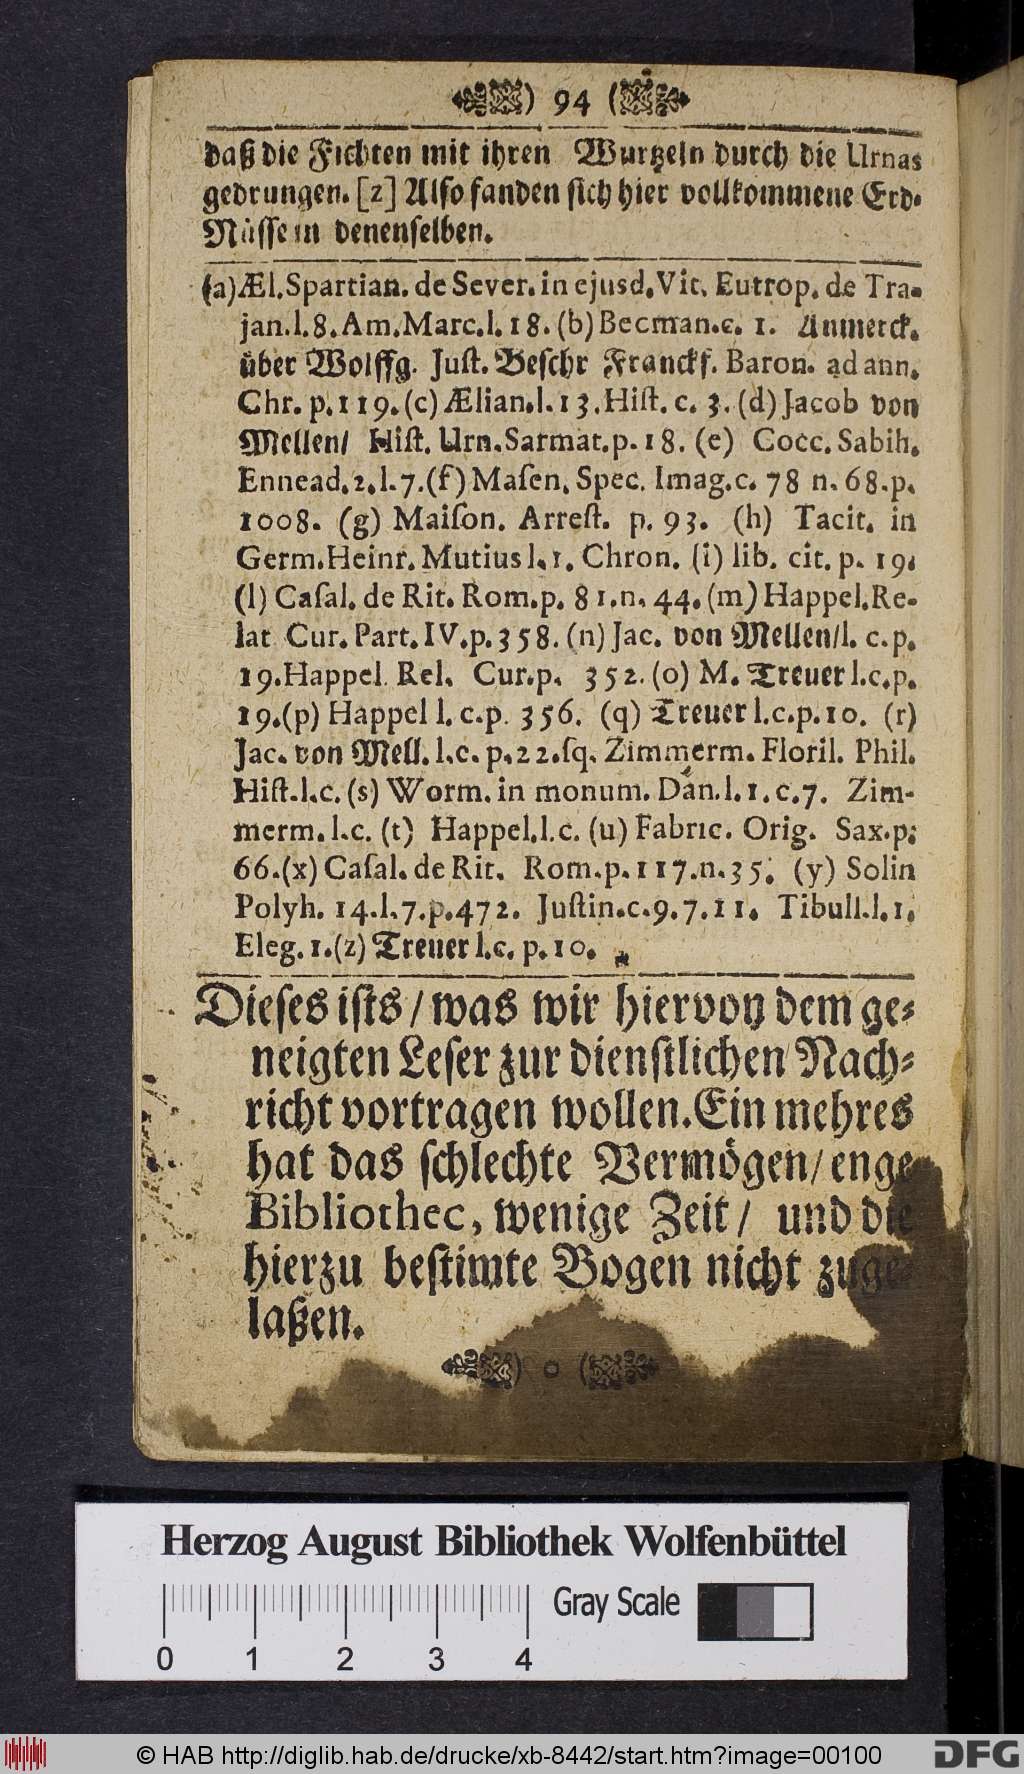 ) 94 (
daß die Fichten mit ihren Wurtzeln durch die Urnas
gedrungen. [z] Also fanden sich hier vollkommene Erd-
Nüsse in denenselben.
(a) Æl. Spartian. de Sever. in ejusd. Vit. Eutrop. de Tra-
jan. l. 8. Am. Marc. l. 18. (b) Becman. c. 1. Anmerck.
über Wolffg. Juſt. Beschr Franckf. Baron. ad ann.
Chr. p. 119. (c) Ælian. l. 13. Hiſt. c. 3. (d) Jacob von
Mellen/ Hiſt. Urn. Sarmat. p. 18. (e) Cocc. Sabih.
Ennead. 2. l. 7. (f) Maſen. Spec. Imag. c. 78 n. 68. p.
1008. (g) Maiſon. Arreſt. p. 93. (h) Tacit. in
Germ. Heinr. Mutius l. 1. Chron. (i) lib. cit. p. 19.
(l) Caſal. de Rit. Rom. p. 81. n. 44. (m) Happel. Re-
lat Cur. Part. IV. p. 358. (n) Jac. von Mellen/ l. c. p.
19. Happel Rel. Cur. p. 352. (o) M. Treuer l. c. p.
19. (p) Happel l. c. p. 356. (q) Treuer l. c. p. 10. (r)
Jac. von Mell. l. c. p. 22. ſq. Zimmerm. Floril. Phil.
Hiſt. l. c. (s) Worm. in monum. Dan. l. 1. c. 7. Zim-
merm. l. c. (t) Happel. l. c. (u) Fabric. Orig. Sax. p.
66. (x) Caſal. de Rit. Rom. p. 117. n. 35. (y) Solin
Polyh. 14. l. 7. p. 472. Juſtin. c. 9. 7. 11. Tibull. l. 1.
Eleg. 1. (z) Treuer l. c. p. 10.
Dieses ists / was wir hiervon dem ge-
neigten Leser zur dienstlichen Nach-
richt vortragen wollen. Ein mehres
hat das schlechte Vermögen / enge
Bibliothec, wenige Zeit / und die
hierzu bestimte Bogen nicht zuge-
laßen.
) o (
Herzog August Bibliothek Wolfenbüttel
Gray Scale
0 1 2 3 4
© HAB http://diglib.hab.de/drucke/xb-8442/start.htm?image=00100
DFG